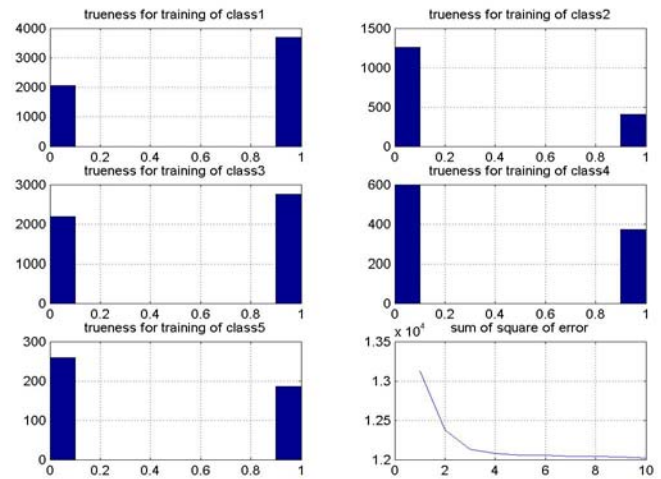 trueness for training of class1
4000
3000
2000
1000
0
0 0.2 0.4 0.6 0.8 1
trueness for training of class2
1500
1000
500
0
0 0.2 0.4 0.6 0.8 1
trueness for training of class3
3000
2000
1000
0
0 0.2 0.4 0.6 0.8 1
trueness for training of class4
600
400
200
0
0 0.2 0.4 0.6 0.8 1
trueness for training of class5
300
200
100
0
0 0.2 0.4 0.6 0.8 1
x 10^4
sum of square of error
1.35
1.3
1.25
1.2
0 2 4 6 8 10